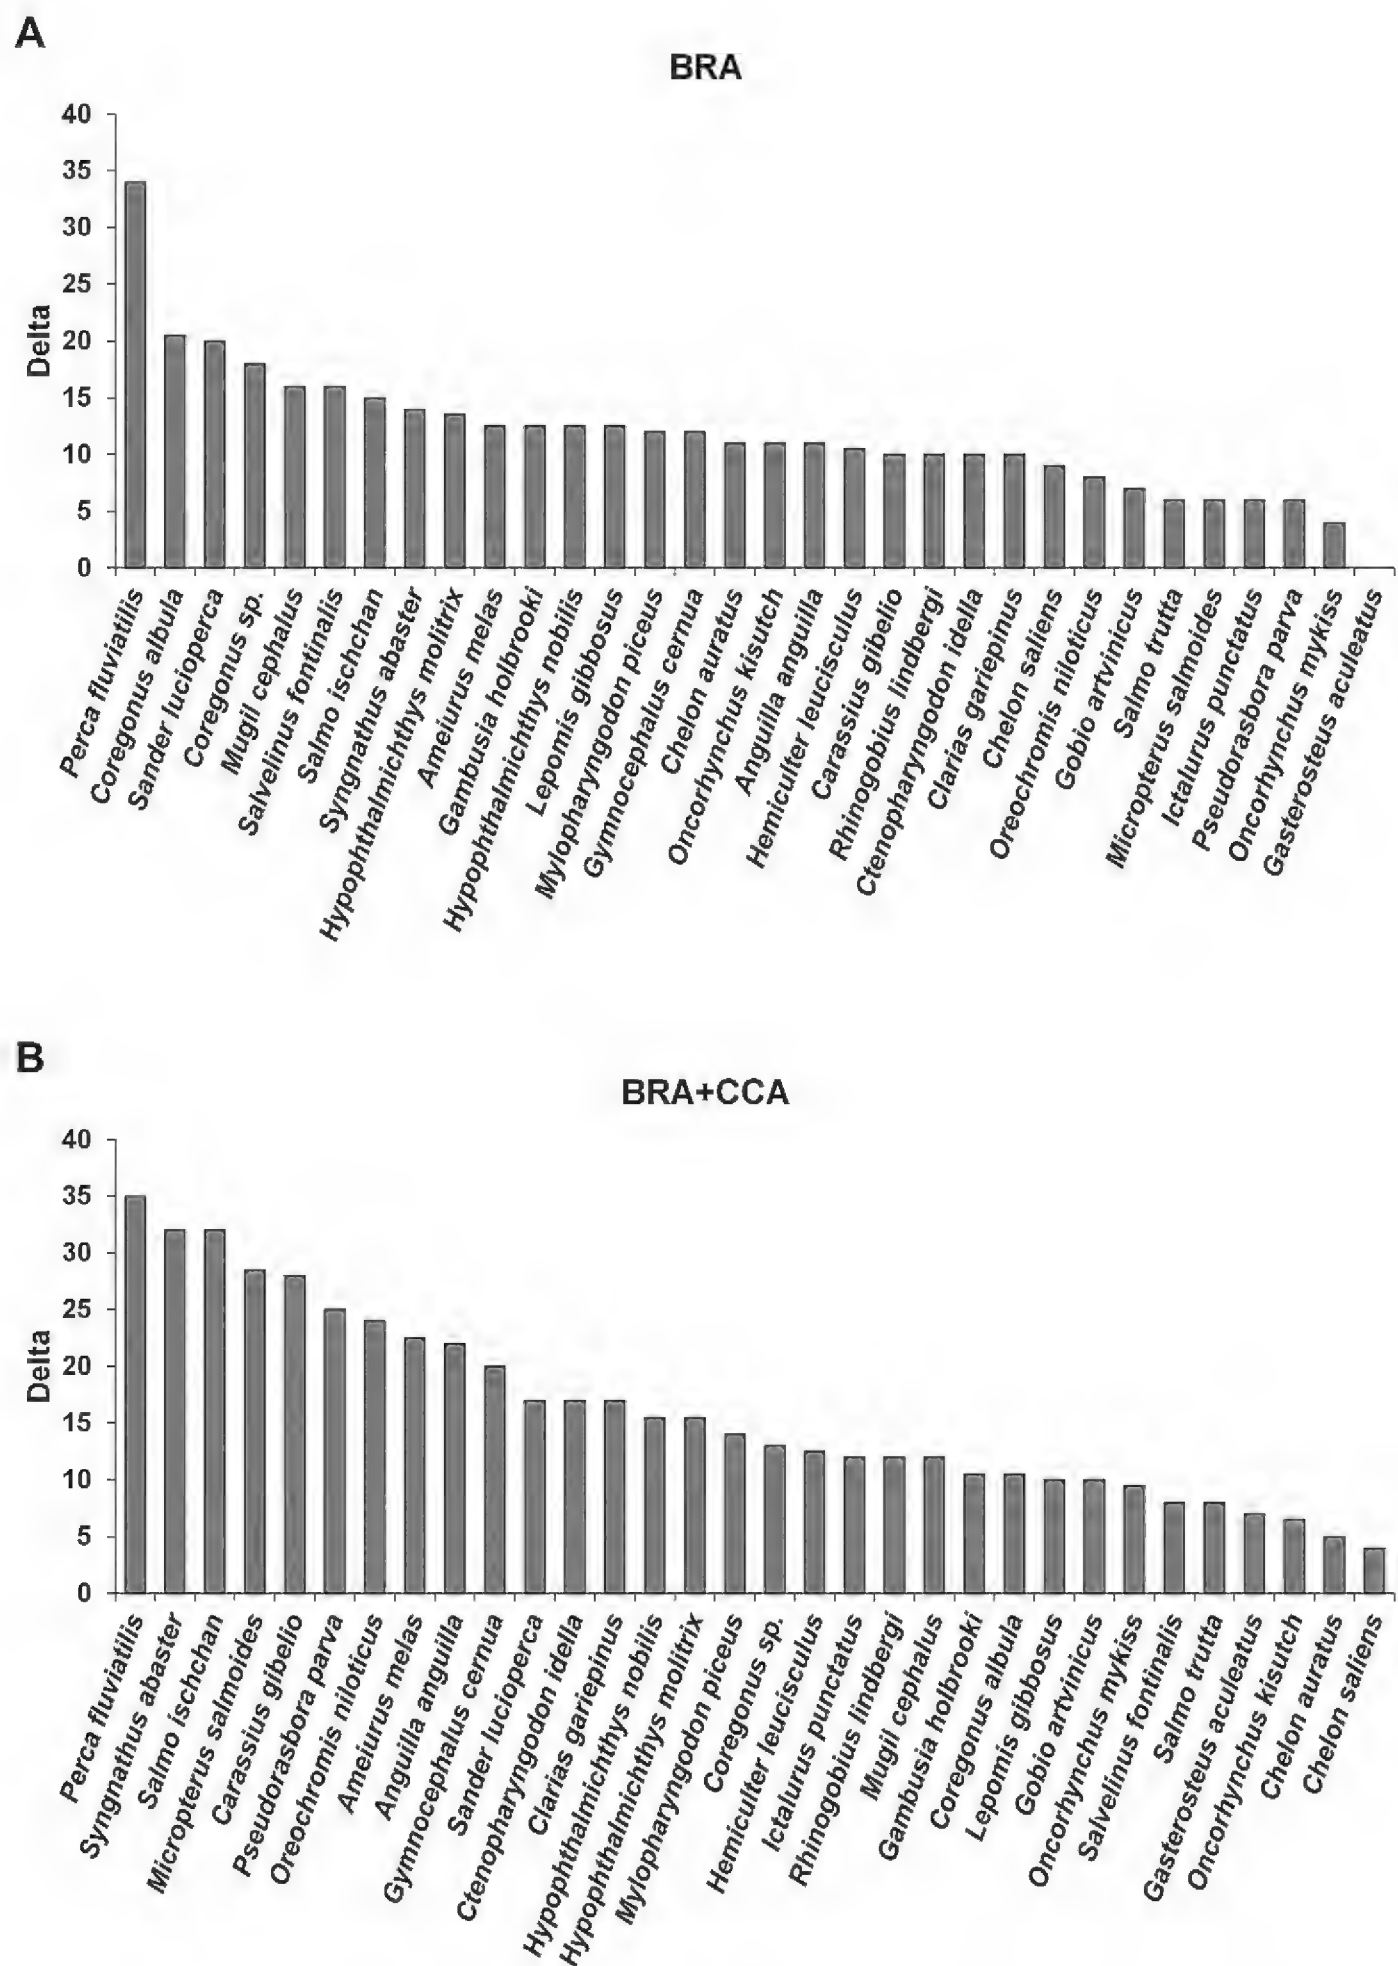 A
BRA
40
35
30
25
20
15
10
5
0
Delta
Perca fluviatilis
Coregonus albula
Sander lucioperca
Coregonus sp.
Mugil cephalus
Salvelinus fontinalis
Salmo ischchan
Syngnathus abaster
Hypophthalmichthys molitrix
Ameiurus melas
Gambusia holbrooki
Hypophthalmichthys nobilis
Lepomis gibbosus
Mylopharyngodon piceus
Gymnocephalus cernua
Chelon auratus
Oncorhynchus kisutch
Anguilla anguilla
Hemiculter leucisculus
Carassius gibelio
Rhinogobius lindbergi
Ctenopharyngodon idella
Clarias gariepinus
Chelon saliens
Oreochromis niloticus
Gobio artvinicus
Salmo trutta
Micropterus salmoides
Ictalurus punctatus
Pseudorasbora parva
Oncorhynchus mykiss
Gasterosteus aculeatus
B
BRA+CCA
40
35
30
25
20
15
10
5
0
Delta
Perca fluviatilis
Syngnathus abaster
Salmo ischchan
Micropterus salmoides
Carassius gibelio
Pseudorasbora parva
Oreochromis niloticus
Ameiurus melas
Anguilla anguilla
Gymnocephalus cernua
Sander lucioperca
Ctenopharyngodon idella
Clarias gariepinus
Hypophthalmichthys nobilis
Hypophthalmichthys molitrix
Mylopharyngodon piceus
Coregonus sp.
Hemiculter leucisculus
Ictalurus punctatus
Rhinogobius lindbergi
Mugil cephalus
Gambusia holbrooki
Coregonus albula
Lepomis gibbosus
Gobio artvinicus
Oncorhynchus mykiss
Salvelinus fontinalis
Salmo trutta
Gasterosteus aculeatus
Oncorhynchus kisutch
Chelon auratus
Chelon saliens